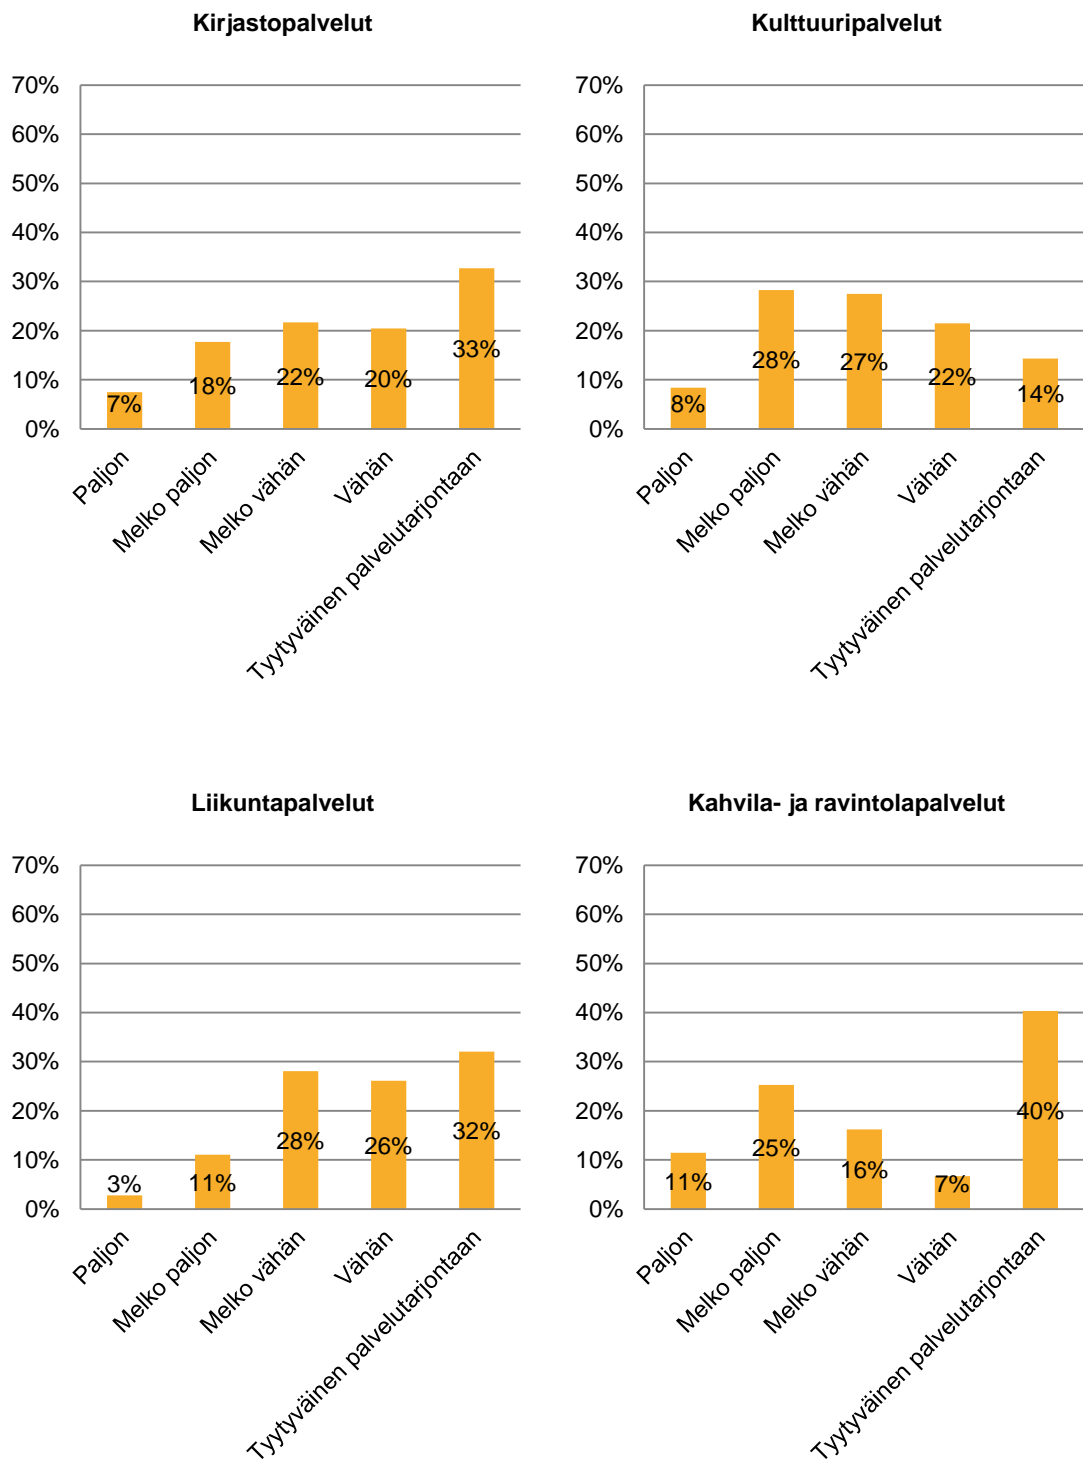 Kirjastopalvelut
70%
60%
50%
40%
30%
20%
10%
0%
7%
18%
22%
20%
33%
Paljon
Melko paljon
Melko vähän
Vähän
Tyytyväinen palvelutarjontaan
Kulttuuripalvelut
70%
60%
50%
40%
30%
20%
10%
0%
8%
28%
27%
22%
14%
Paljon
Melko paljon
Melko vähän
Vähän
Tyytyväinen palvelutarjontaan
Liikuntapalvelut
70%
60%
50%
40%
30%
20%
10%
0%
3%
11%
28%
26%
32%
Paljon
Melko paljon
Melko vähän
Vähän
Tyytyväinen palvelutarjontaan
Kahvila- ja ravintolapalvelut
70%
60%
50%
40%
30%
20%
10%
0%
11%
25%
16%
7%
40%
Paljon
Melko paljon
Melko vähän
Vähän
Tyytyväinen palvelutarjontaan